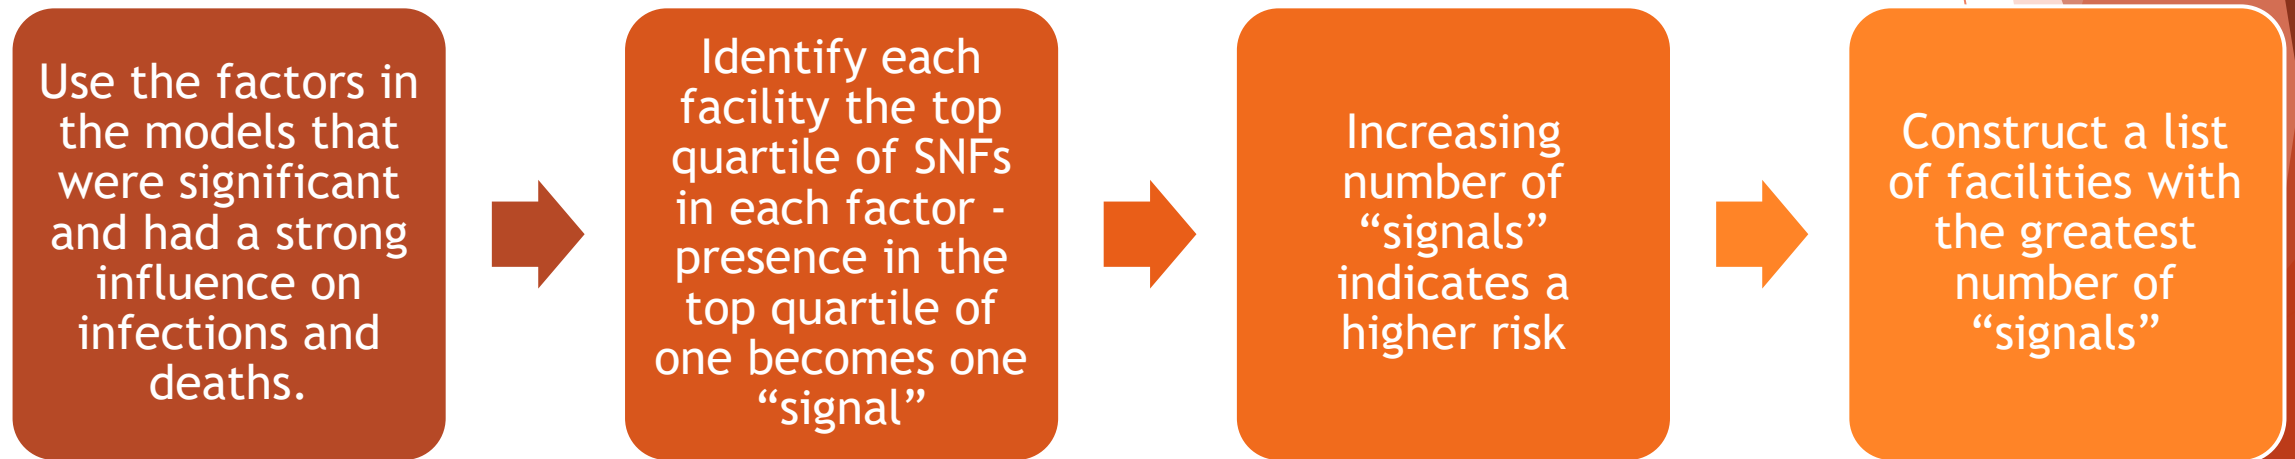 Use the factors in
the models that
were significant
and had a strong
influence on
infections and
deaths.
Identify each
facility the top
quartile of SNFs
in each factor -
presence in the
top quartile of
one becomes one
“signal”
Increasing
number of
“signals”
indicates a
higher risk
Construct a list
of facilities with
the greatest
number of
“signals”